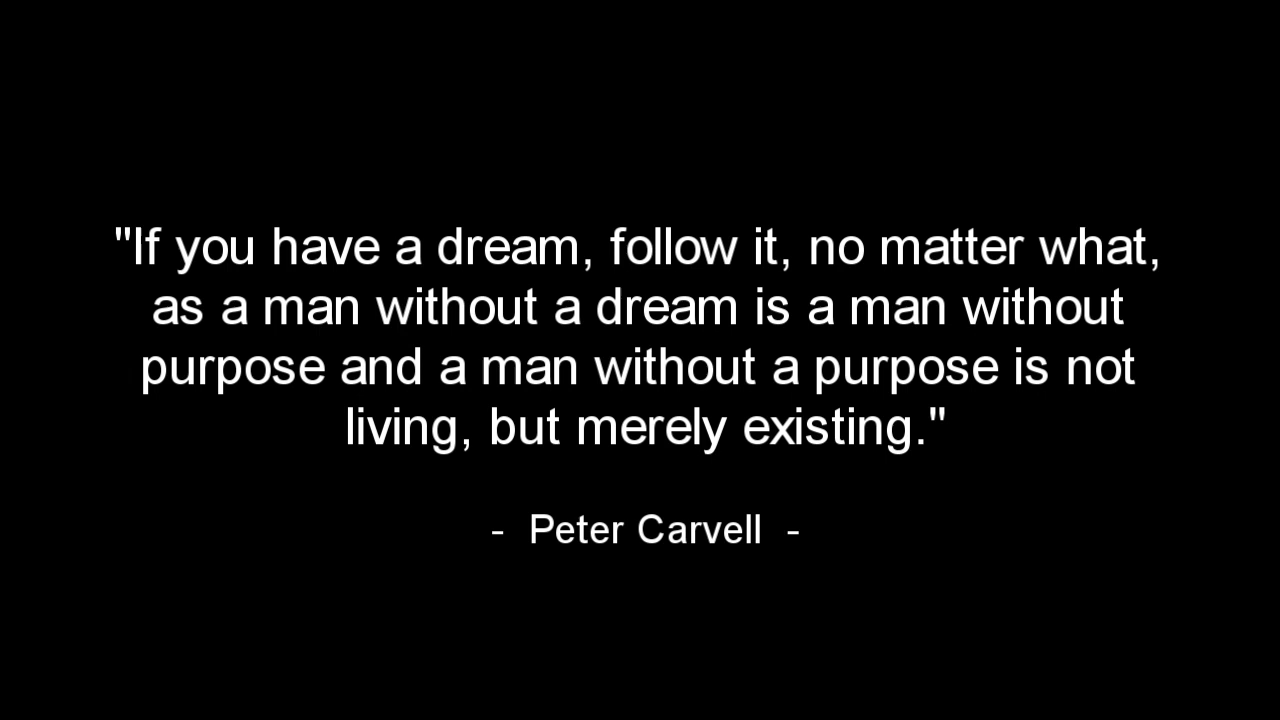 "If you have a dream, follow it, no matter what,
as a man without a dream is a man without
purpose and a man without a purpose is not
living, but merely existing."
- Peter Carvell -